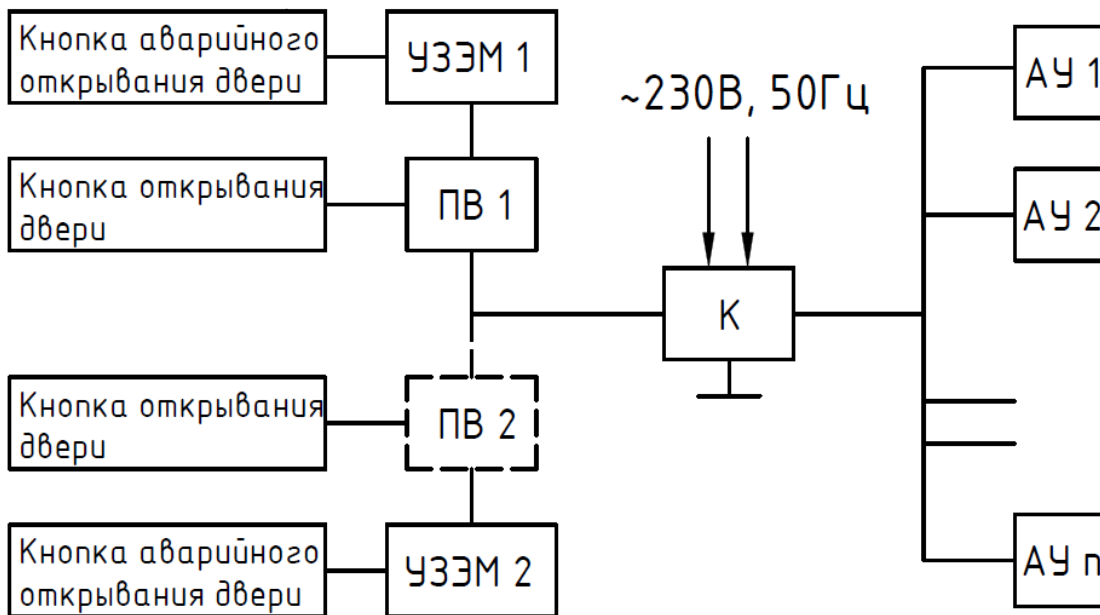 Кнопка аварийного
открывания двери
УЗЭМ 1
Кнопка открывания
двери
ПВ 1
~230В, 50Гц
К
АУ 1
АУ 2
Кнопка открывания
двери
ПВ 2
Кнопка аварийного
открывания двери
УЗЭМ 2
АУ n